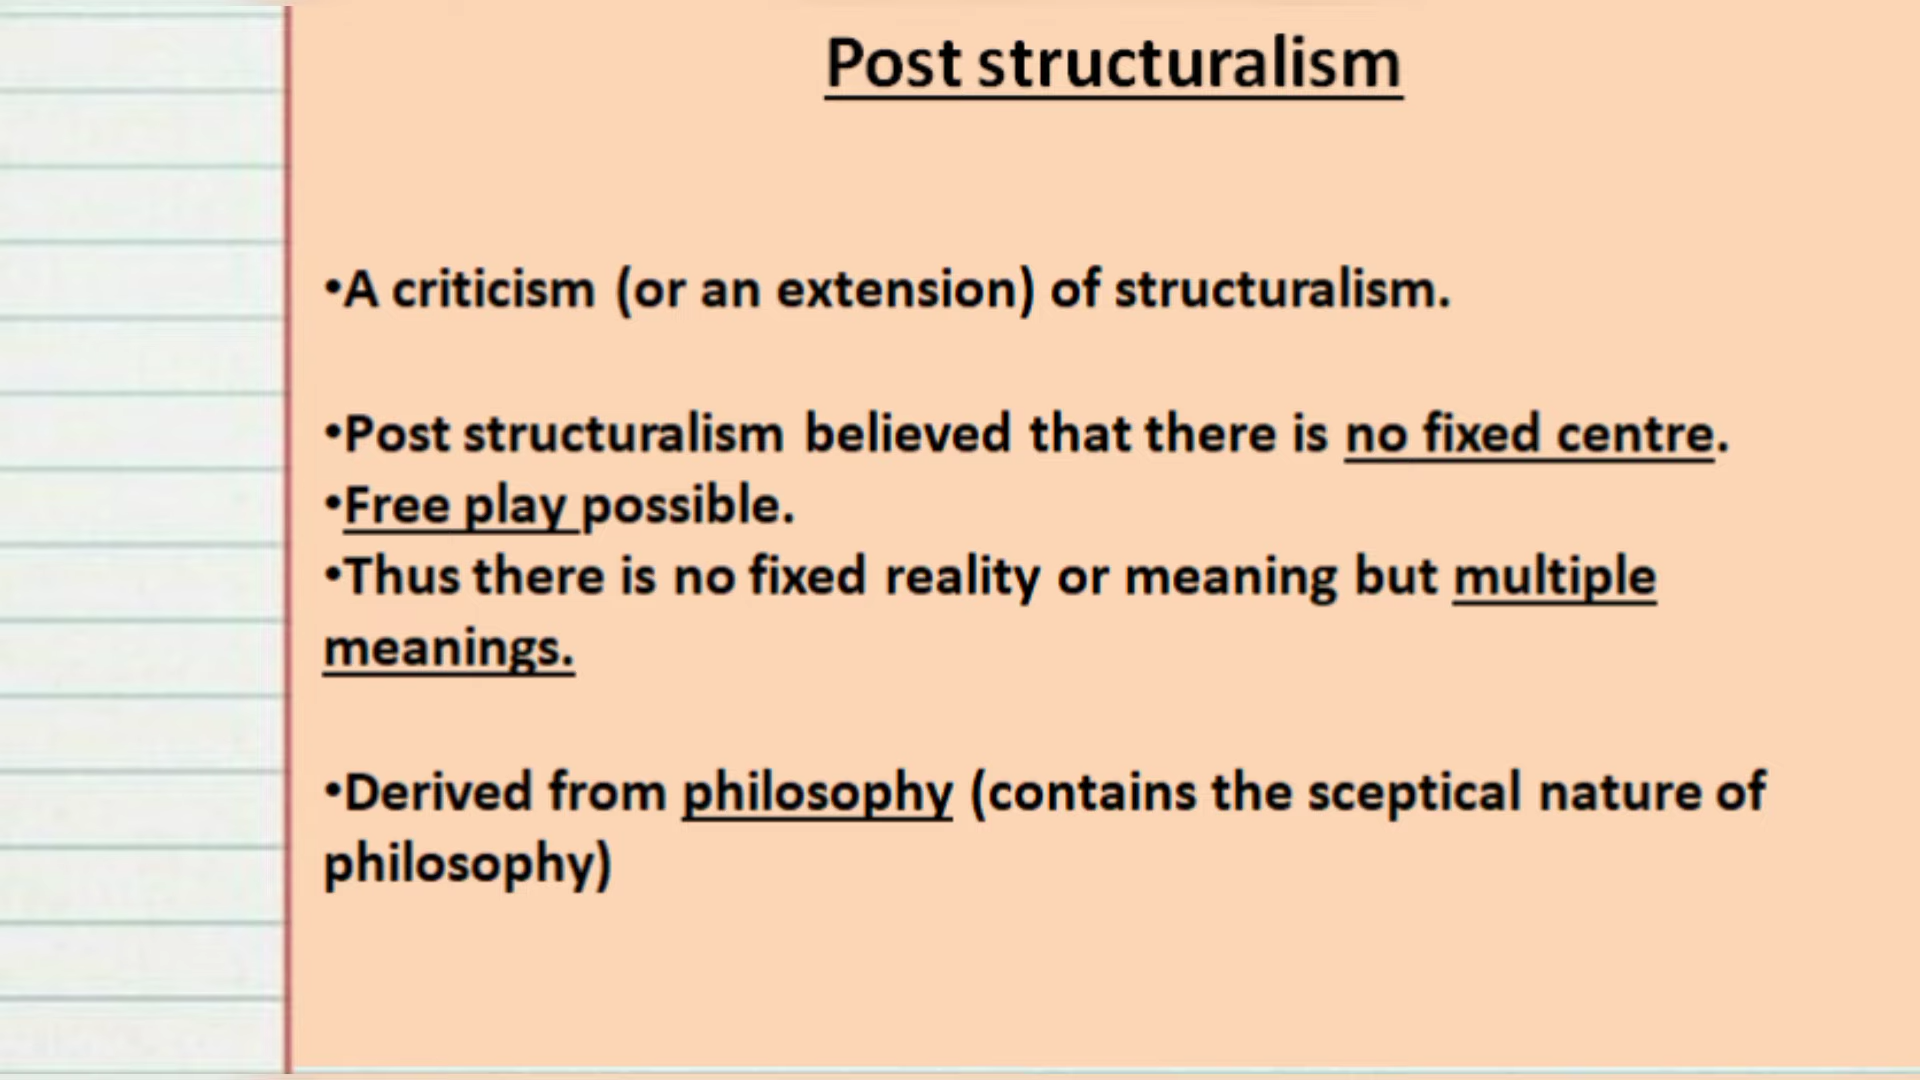 Post structuralism
•A criticism (or an extension) of structuralism.
•Post structuralism believed that there is no fixed centre.
•Free play possible.
•Thus there is no fixed reality or meaning but multiple
meanings.
•Derived from philosophy (contains the sceptical nature of
philosophy)